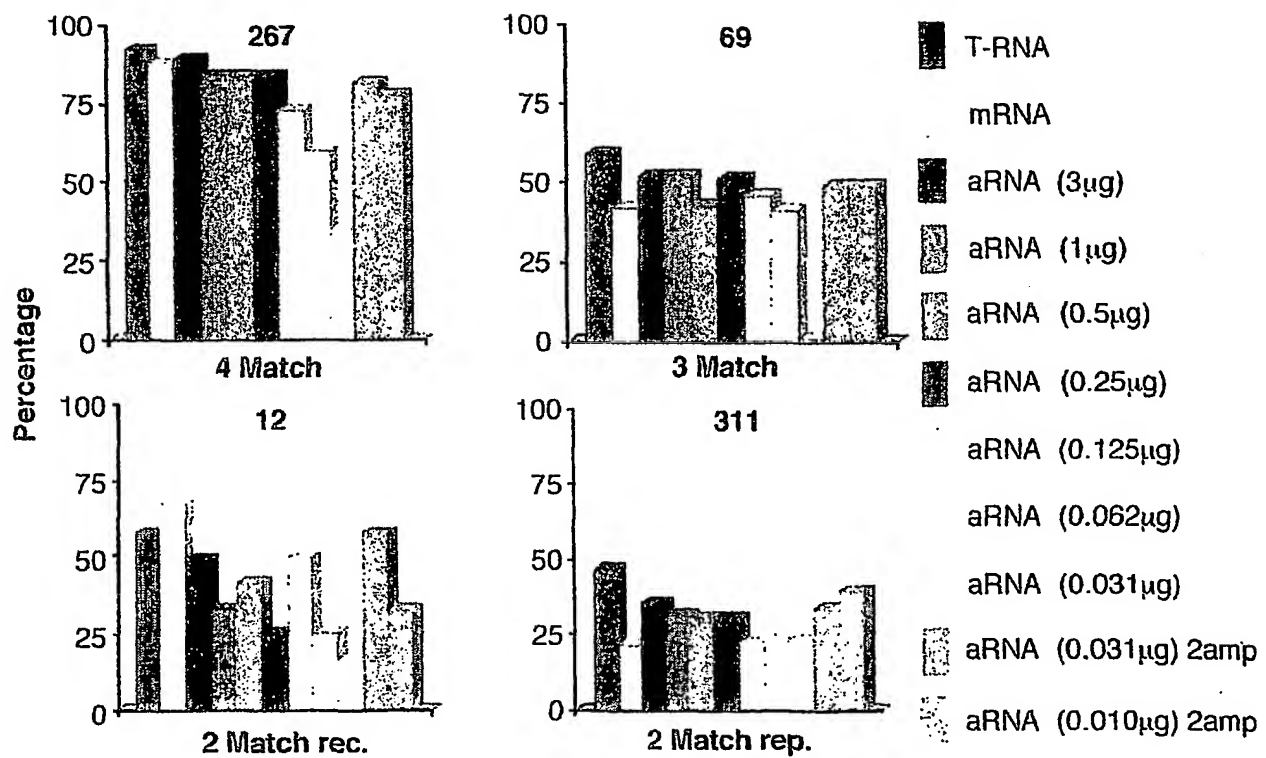 Percentage
100
75
50
25
0
267
4 Match
100
75
50
25
0
69
3 Match
100
75
50
25
0
12
2 Match rec.
100
75
50
25
0
311
2 Match rep.
T-RNA
mRNA
aRNA (3µg)
aRNA (1µg)
aRNA (0.5µg)
aRNA (0.25µg)
aRNA (0.125µg)
aRNA (0.062µg)
aRNA (0.031µg)
aRNA (0.031µg) 2amp
aRNA (0.010µg) 2amp